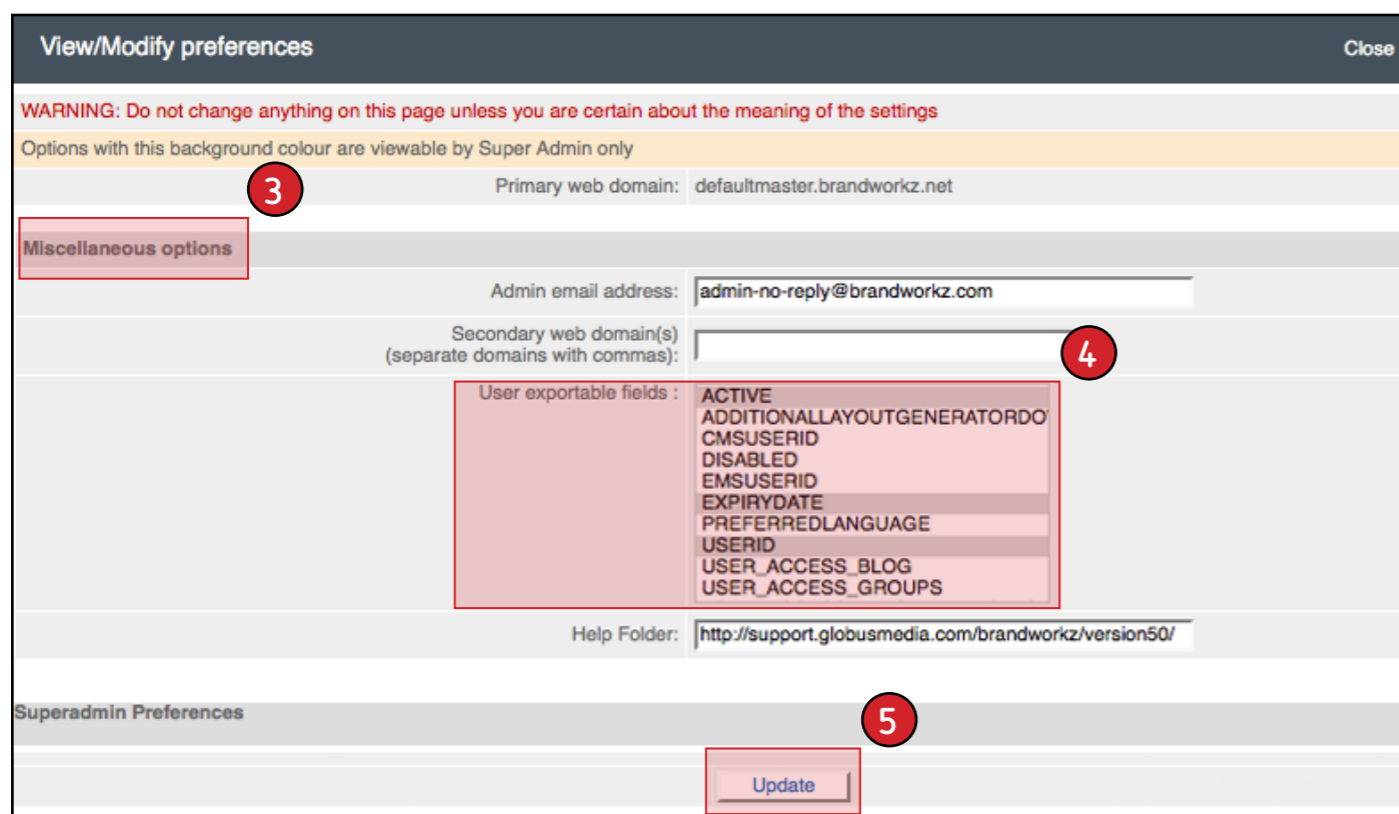 View/Modify preferences Close
WARNING: Do not change anything on this page unless you are certain about the meaning of the settings
Options with this background colour are viewable by Super Admin only
3
Primary web domain: defaultmaster.brandworkz.net
Miscellaneous options
Admin email address: admin-no-reply@brandworkz.com
Secondary web domain(s)
(separate domains with commas):
4
User exportable fields : ACTIVE
ADDITIONALLAYOUTGENERATORDO
CMSUSERID
DISABLED
EMSUSERID
EXPIRYDATE
PREFERREDLANGUAGE
USERID
USER_ACCESS_BLOG
USER_ACCESS_GROUPS
Help Folder: http://support.globusmedia.com/brandworkz/version50/
Superadmin Preferences
5
Update